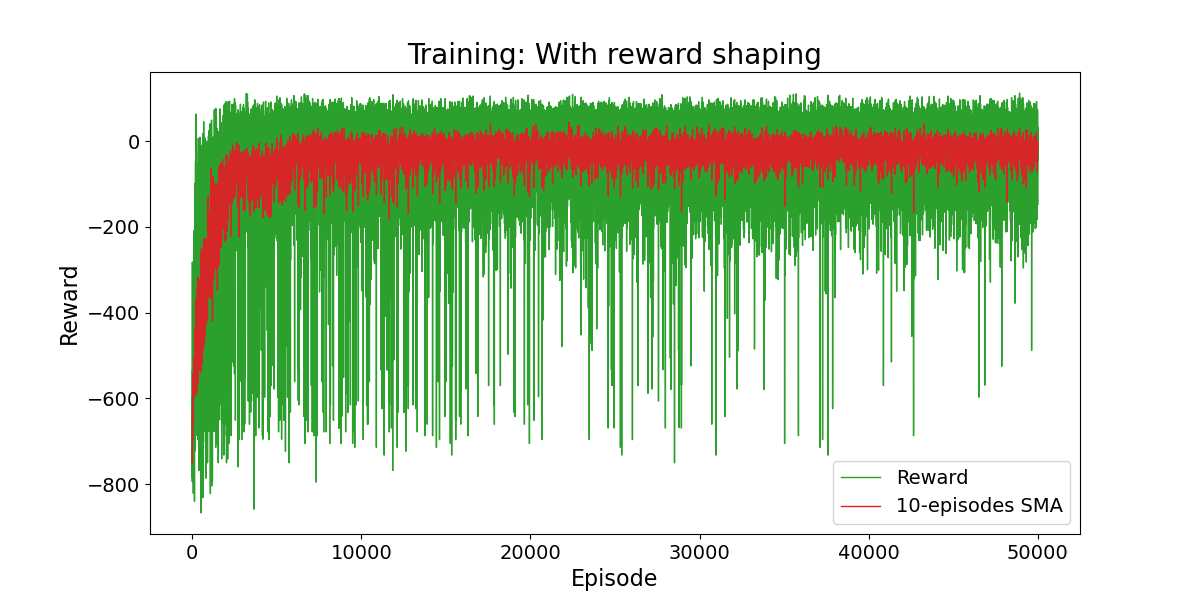 Training: With reward shaping
Reward
0
−200
−400
−600
−800
Reward
10-episodes SMA
0
10000
20000
30000
40000
50000
Episode